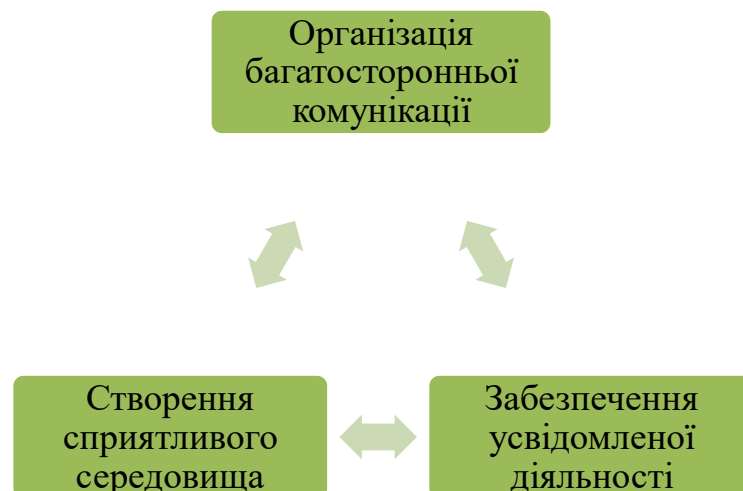 Організація
багатосторонньої
комунікації
Створення
сприятливого
середовища
Забезпечення
усвідомленої
діяльності